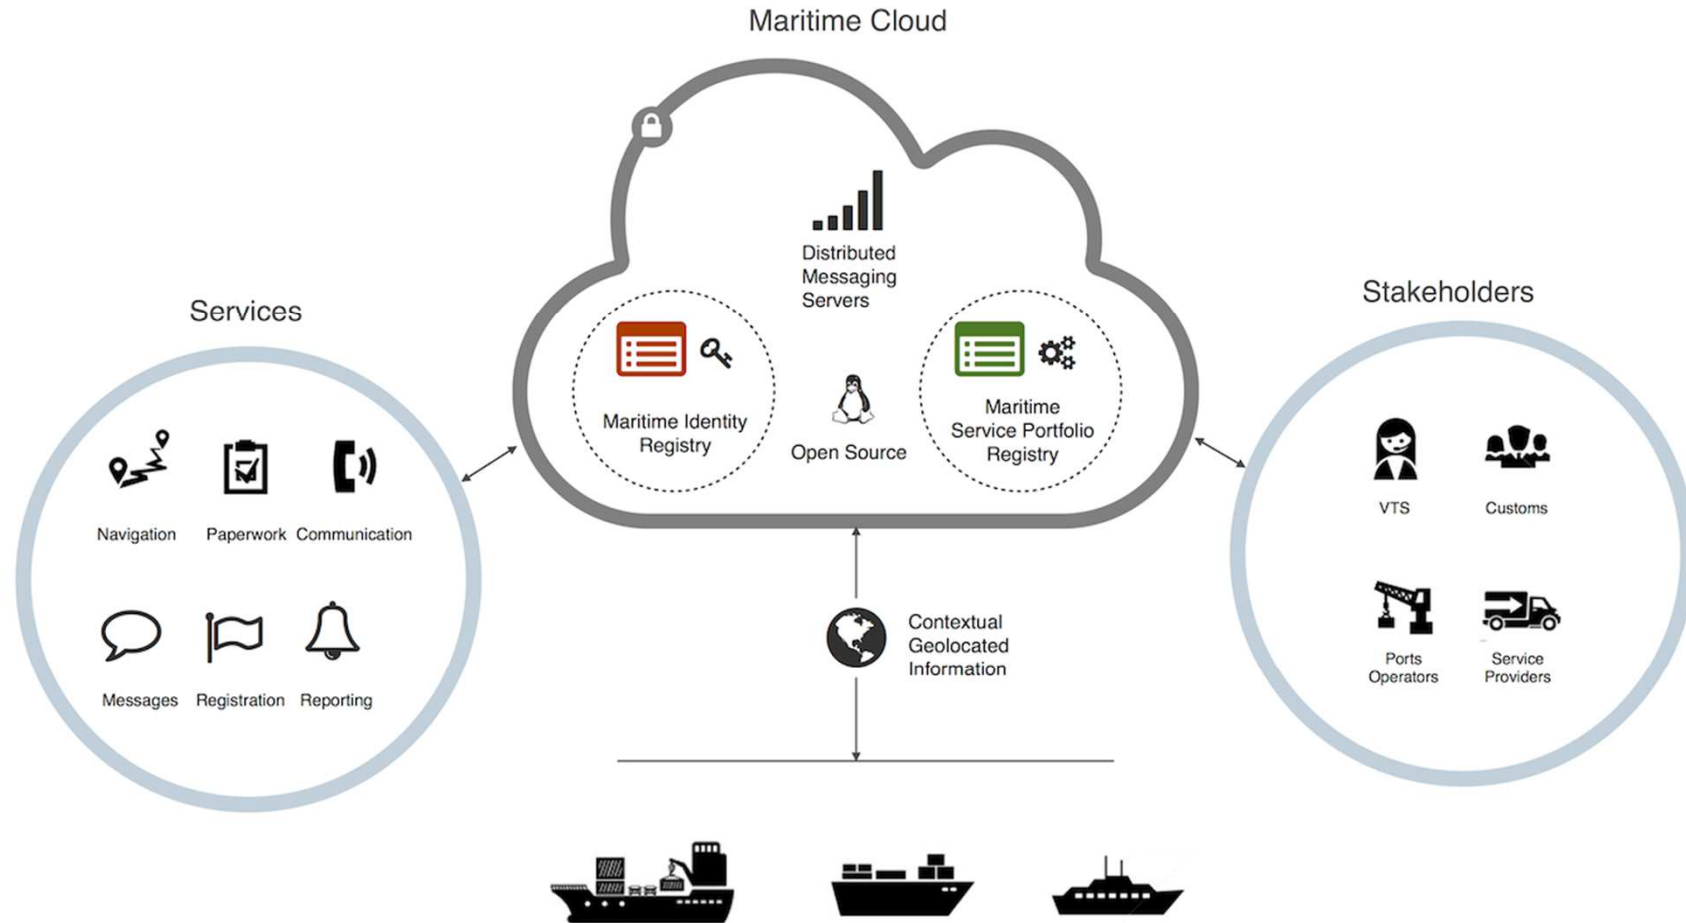 Maritime Cloud
Distributed
Messaging
Servers
Maritime Identity
Registry
Open Source
Maritime
Service Portfolio
Registry
Services
Navigation
Paperwork
Communication
Messages
Registration
Reporting
Stakeholders
VTS
Customs
Ports
Operators
Service
Providers
Contextual
Geolocated
Information